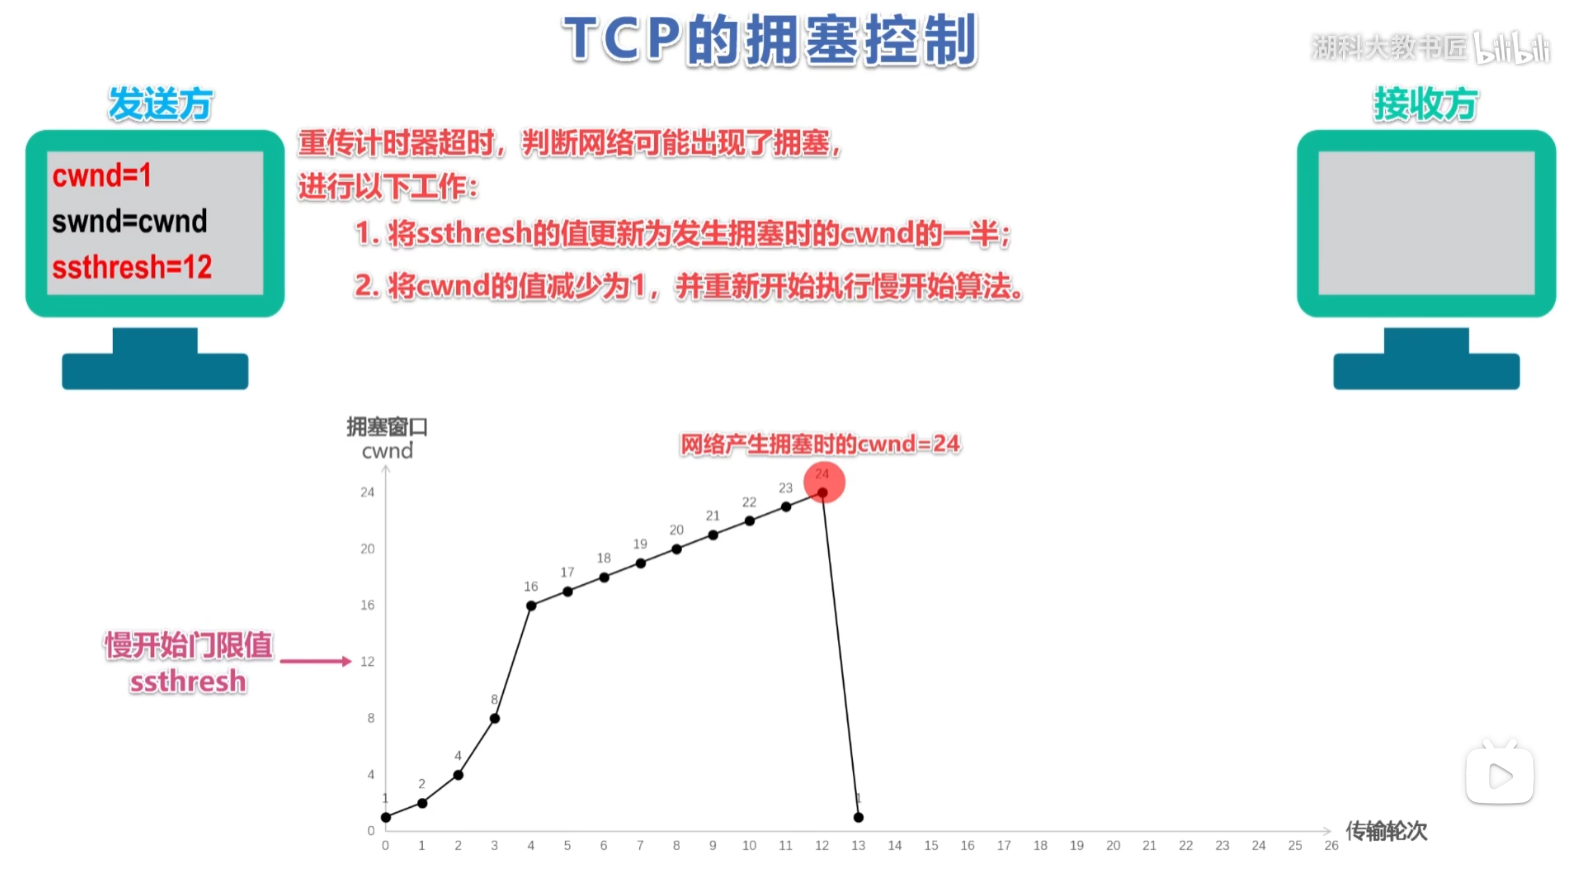 TCP的拥塞控制
湖科大教书匠 bilibili
发送方
接收方
cwnd=1
swnd=cwnd
ssthresh=12
重传计时器超时，判断网络可能出现了拥塞，
进行以下工作：
1. 将ssthresh的值更新为发生拥塞时的cwnd的一半；
2. 将cwnd的值减少为1，并重新开始执行慢开始算法。
拥塞窗口
cwnd
网络产生拥塞时的cwnd=24
24
20
16
12
8
4
0
慢开始门限值
ssthresh
1
2
4
8
16
17
18
19
20
21
22
23
24
1
0 1 2 3 4 5 6 7 8 9 10 11 12 13 14 15 16 17 18 19 20 21 22 23 24 25 26
传输轮次